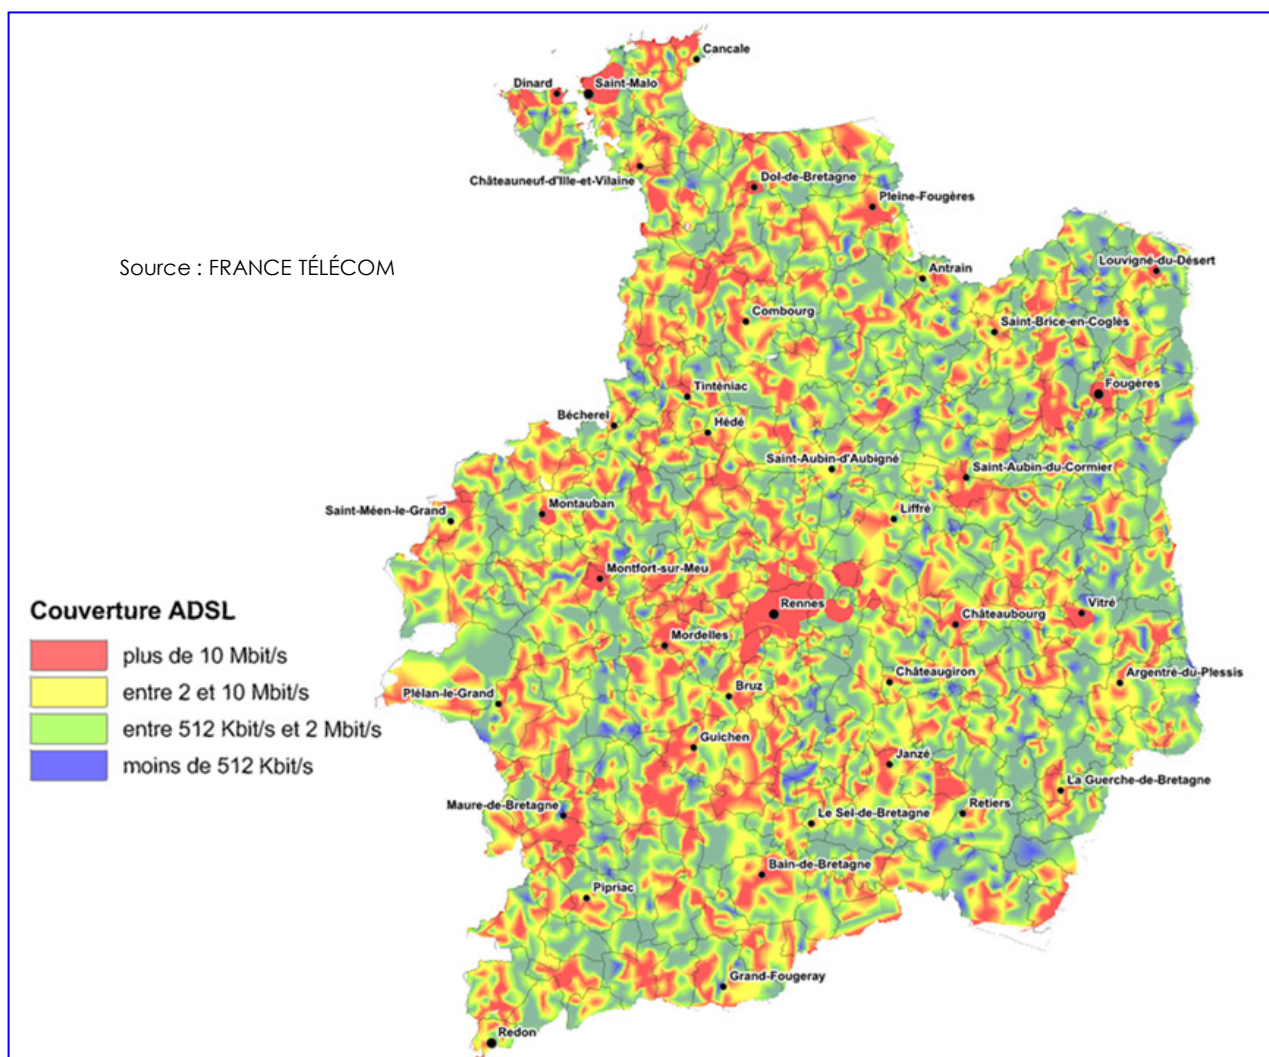 Cancale
Dinard
Saint-Malo
Châteauneuf-d'Ille-et-Vilaine
Dol-de-Bretagne
Pleine-Fougères
Source : FRANCE TÉLÉCOM
Antrain
Louvigné-du-Désert
Combourg
Saint-Brice-en-Coglès
Tinténiac
Fougères
Bécherel
Hédé
Saint-Aubin-d'Aubigné
Saint-Aubin-du-Cormier
Saint-Méen-le-Grand
Montauban
Liffré
Montfort-sur-Meu
Rennes
Châteaubourg
Vitré
Mordelles
Châteaugiron
Argentré-du-Plessis
Plélan-le-Grand
Bruz
Guichen
Janzé
La Guerche-de-Bretagne
Maure-de-Bretagne
Le Sel-de-Bretagne
Retiers
Bain-de-Bretagne
Pipriac
Grand-Fougeray
Redon
Couverture ADSL
plus de 10 Mbit/s
entre 2 et 10 Mbit/s
entre 512 Kbit/s et 2 Mbit/s
moins de 512 Kbit/s